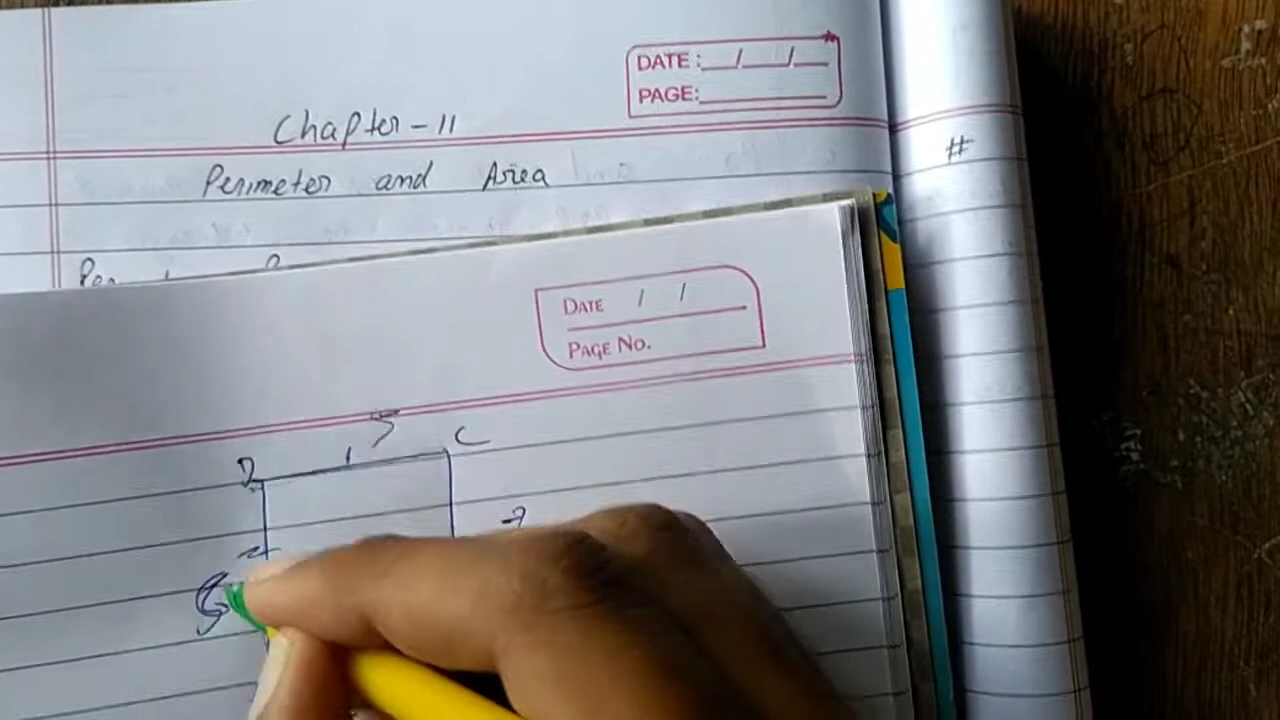 DATE: / /
PAGE:
Chapter-11
#
Perimeter and Area
DATE / /
PAGE No.
D C